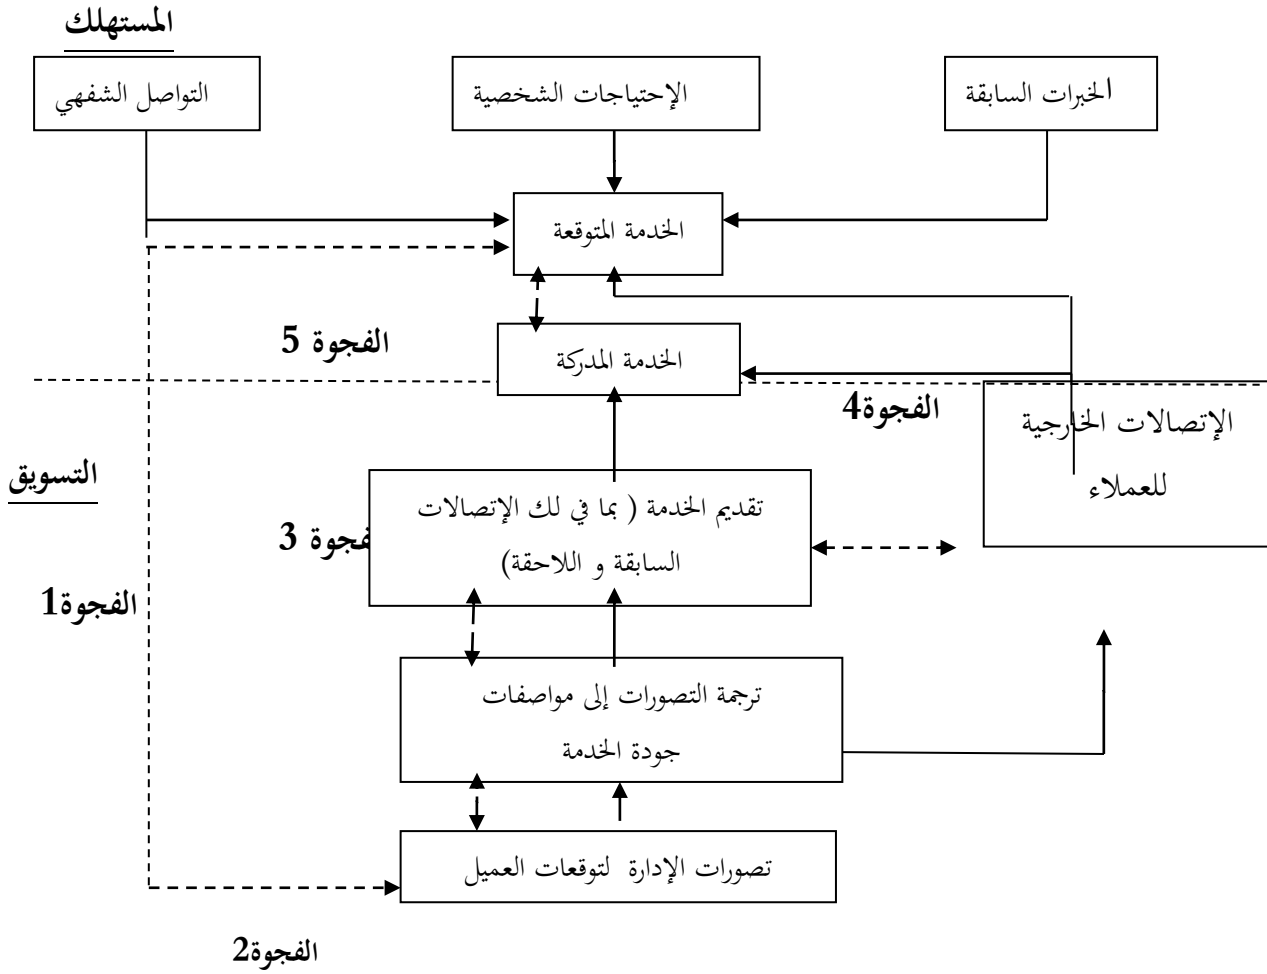 المستهلك
الخبرات السابقة
الإحتياجات الشخصية
التواصل الشفهي
الخدمة المتوقعة
الفجوة 5
الخدمة المدركة
الفجوة4
الإتصالات الخارجية
للعملاء
التسويق
تقديم الخدمة ( بما في لك الإتصالات
السابقة و اللاحقة)
فجوة 3
الفجوة1
ترجمة التصورات إلى مواصفات
جودة الخدمة
تصورات الإدارة لتوقعات العميل
الفجوة2